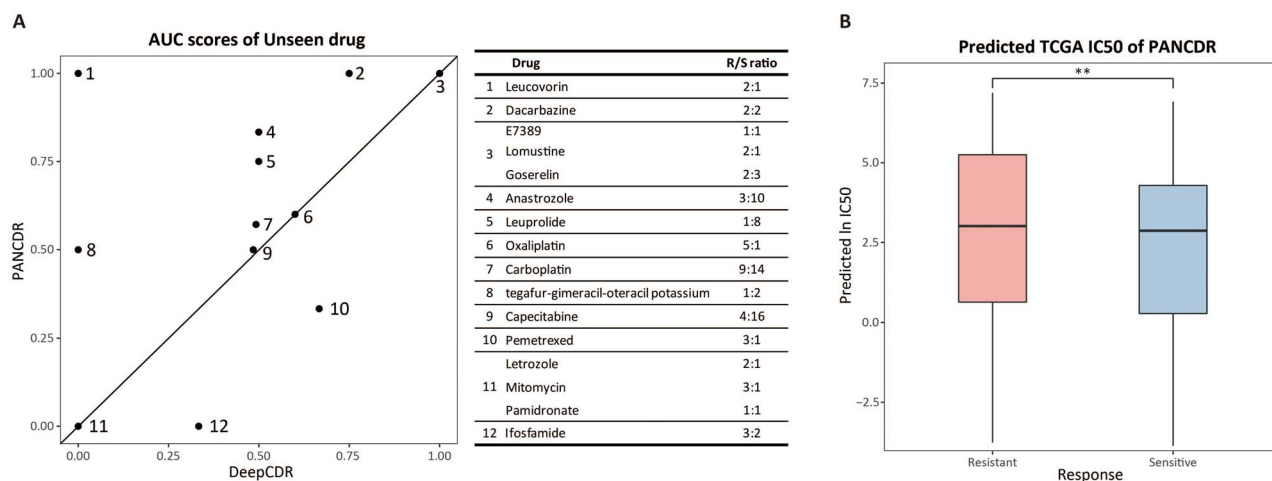 A
AUC scores of Unseen drug
1.00
0.75
0.50
0.25
0.00
PANCDR
1
2
3
4
5
6
7
8
9
10
11
12
0.00
0.25
0.50
0.75
1.00
DeepCDR
Drug R/S ratio
1 Leucovorin 2:1
2 Dacarbazine 2:2
E7389 1:1
3 Lomustine 2:1
Goserelin 2:3
4 Anastrozole 3:10
5 Leuprolide 1:8
6 Oxaliplatin 5:1
7 Carboplatin 9:14
8 tegafur-gimeracil-oteracil potassium 1:2
9 Capecitabine 4:16
10 Pemetrexed 3:1
Letrozole 2:1
11 Mitomycin 3:1
Pamidronate 1:1
12 Ifosfamide 3:2
B
Predicted TCGA IC50 of PANCDR
**
7.5
5.0
2.5
0.0
−2.5
Predicted ln IC50
Resistant
Sensitive
Response